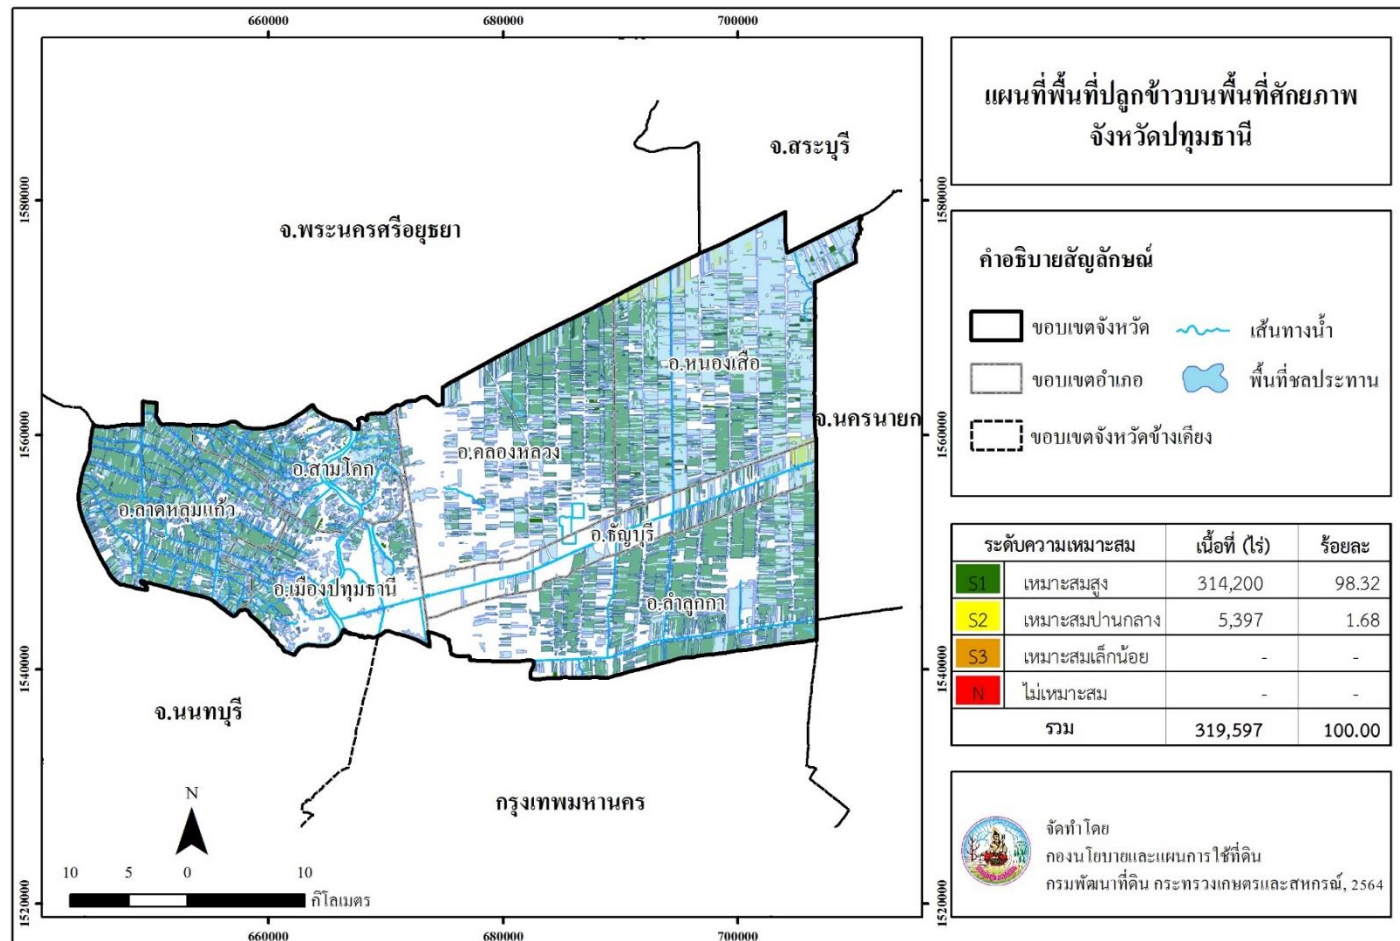 660000 680000 700000
แผนที่พื้นที่ปลูกข้าวบนพื้นที่ศักยภาพ
จังหวัดปทุมธานี
จ.สระบุรี
1580000 1580000
จ.พระนครศรีอยุธยา
คำอธิบายสัญลักษณ์
ขอบเขตจังหวัด เส้นทางน้ำ
ขอบเขตอำเภอ พื้นที่ชลประทาน
ขอบเขตจังหวัดข้างเคียง
อ.หนองเสือ
จ.นครนายก
1560000 1560000
อ.คลองหลวง
อ.สามโคก
อ.ลาดหลุมแก้ว
อ.ธัญบุรี
อ.เมืองปทุมธานี
อ.ลำลูกกา
ระดับความเหมาะสม เนื้อที่ (ไร่) ร้อยละ
S1 เหมาะสมสูง 314,200 98.32
S2 เหมาะสมปานกลาง 5,397 1.68
S3 เหมาะสมเล็กน้อย - -
N ไม่เหมาะสม - -
รวม 319,597 100.00
1540000 1540000
จ.นนทบุรี
กรุงเทพมหานคร
N
10 5 0 10
กิโลเมตร
จัดทำโดย
กองนโยบายและแผนการใช้ที่ดิน
กรมพัฒนาที่ดิน กระทรวงเกษตรและสหกรณ์, 2564
1520000 1520000
660000 680000 700000